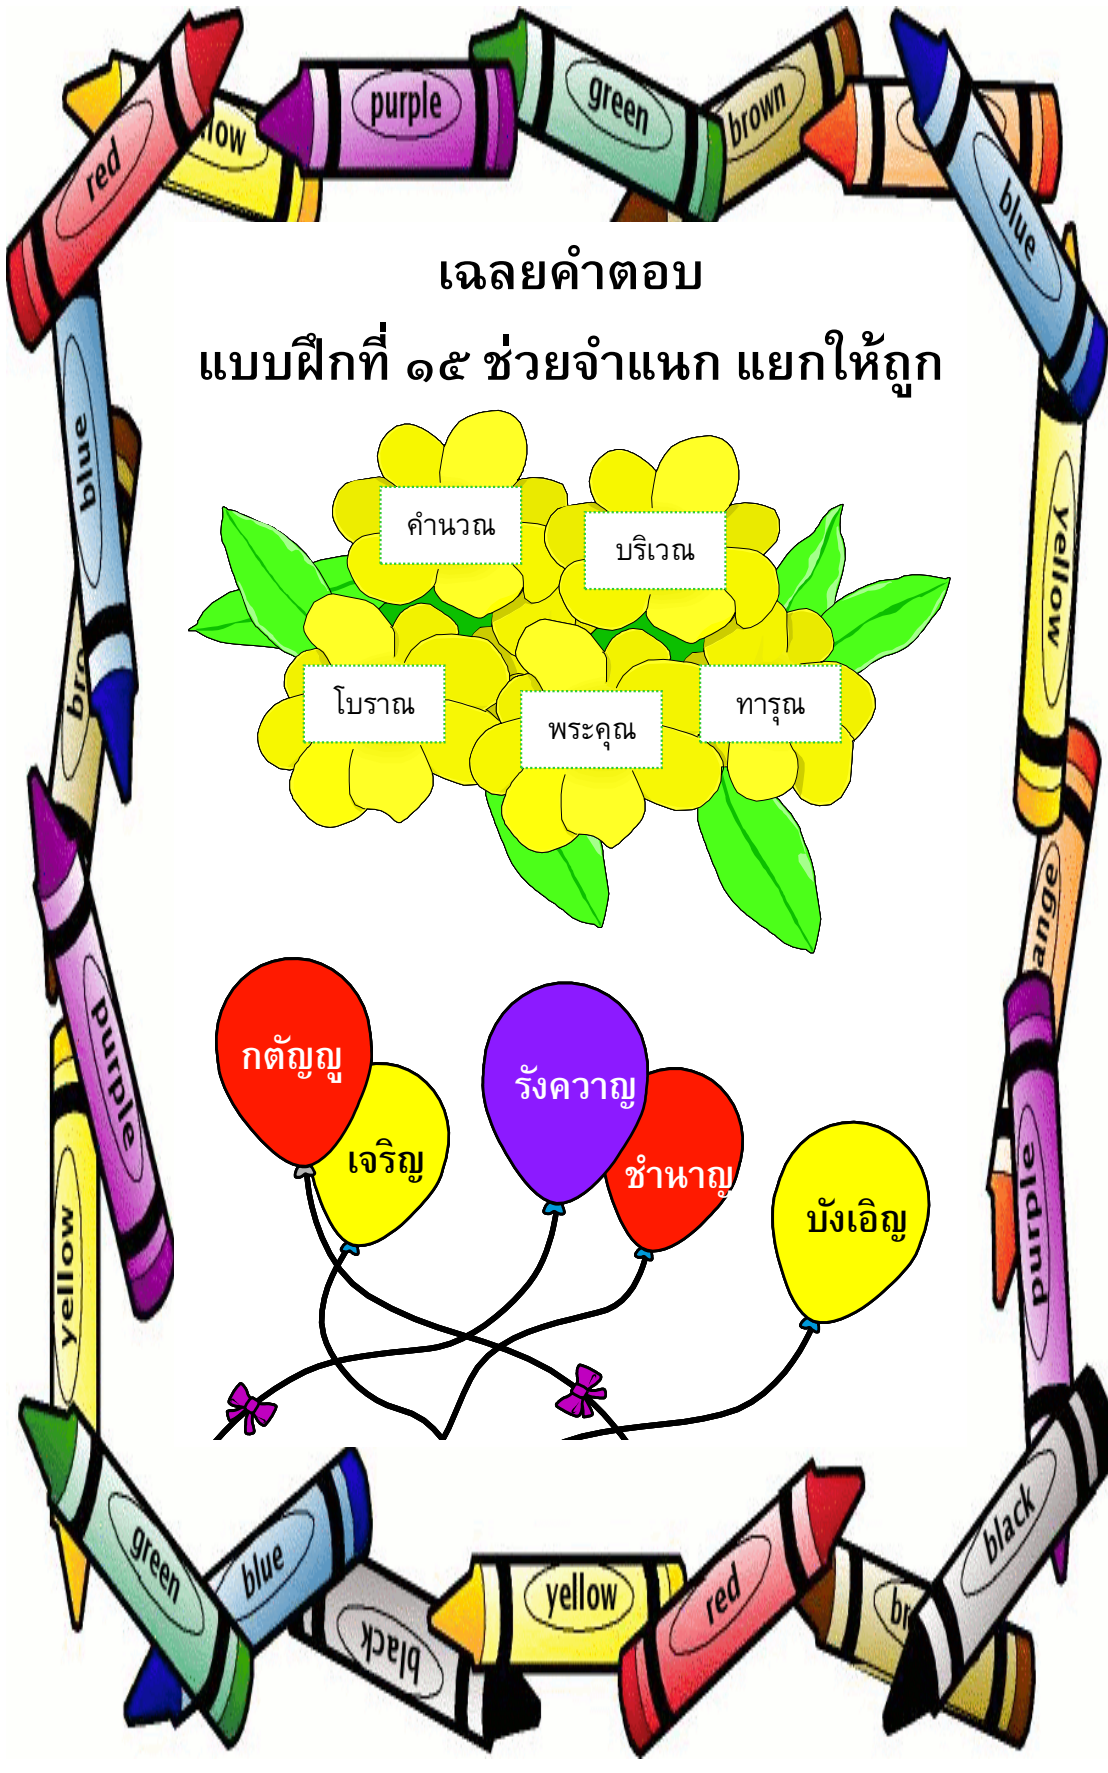 purple
green
brown
low
red
blue
เฉลยคำตอบ
แบบฝึกที่ ๑๕ ช่วยจำแนก แยกให้ถูก
blue
yellow
คำนวณ
บริเวณ
bro
โบราณ
พระคุณ
ทารุณ
ange
purple
กตัญญู
รังควาญ
เจริญ
ชำนาญ
บังเอิญ
purple
yellow
green
blue
black
yellow
red
br
black